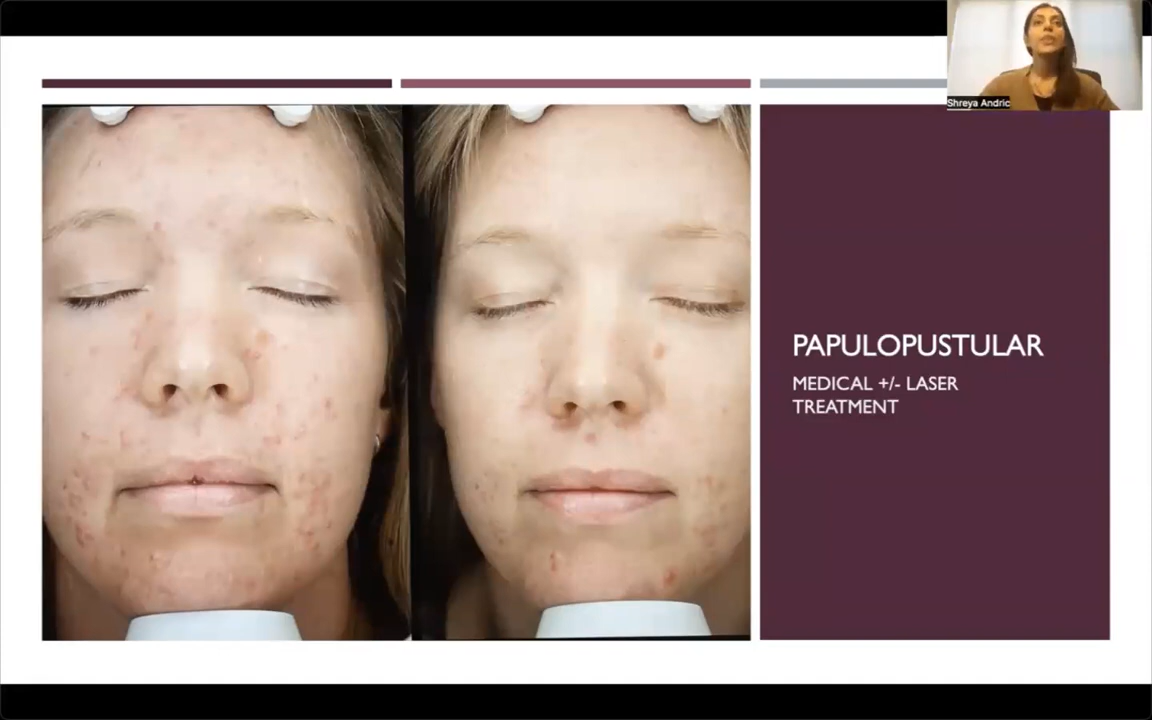 Shreya Andric
PAPULOPUSTULAR
MEDICAL +/- LASER
TREATMENT